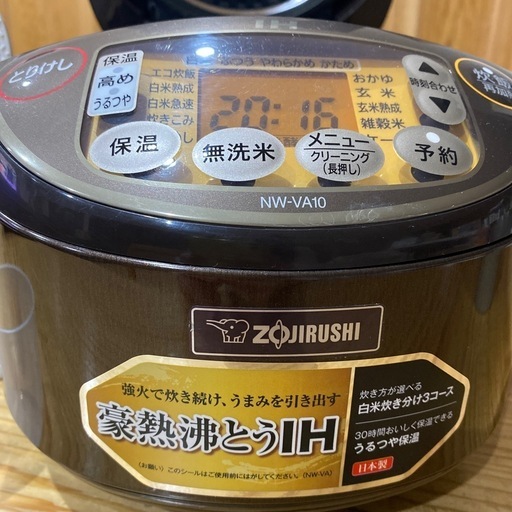 とりけし
保温
高め
うるつや
エコ炊飯
白米熟成
白米急速
炊きこみ
ふつう やわらかめ かため
20:16
おかゆ
玄米
玄米熟成
雑穀米
▲
時刻合わせ
▼
炊飯
再加熱
保温
無洗米
メニュー
クリーニング
(長押し)
予約
NW-VA10
ZOJIRUSHI
強火で炊き続け、うまみを引き出す
豪熱沸とうIH
〈お願い〉このシールはご使用前にはがしてください。(NW-VA)
炊き方が選べる
白米炊き分け3コース
30時間おいしく保温できる
うるつや保温
日本製